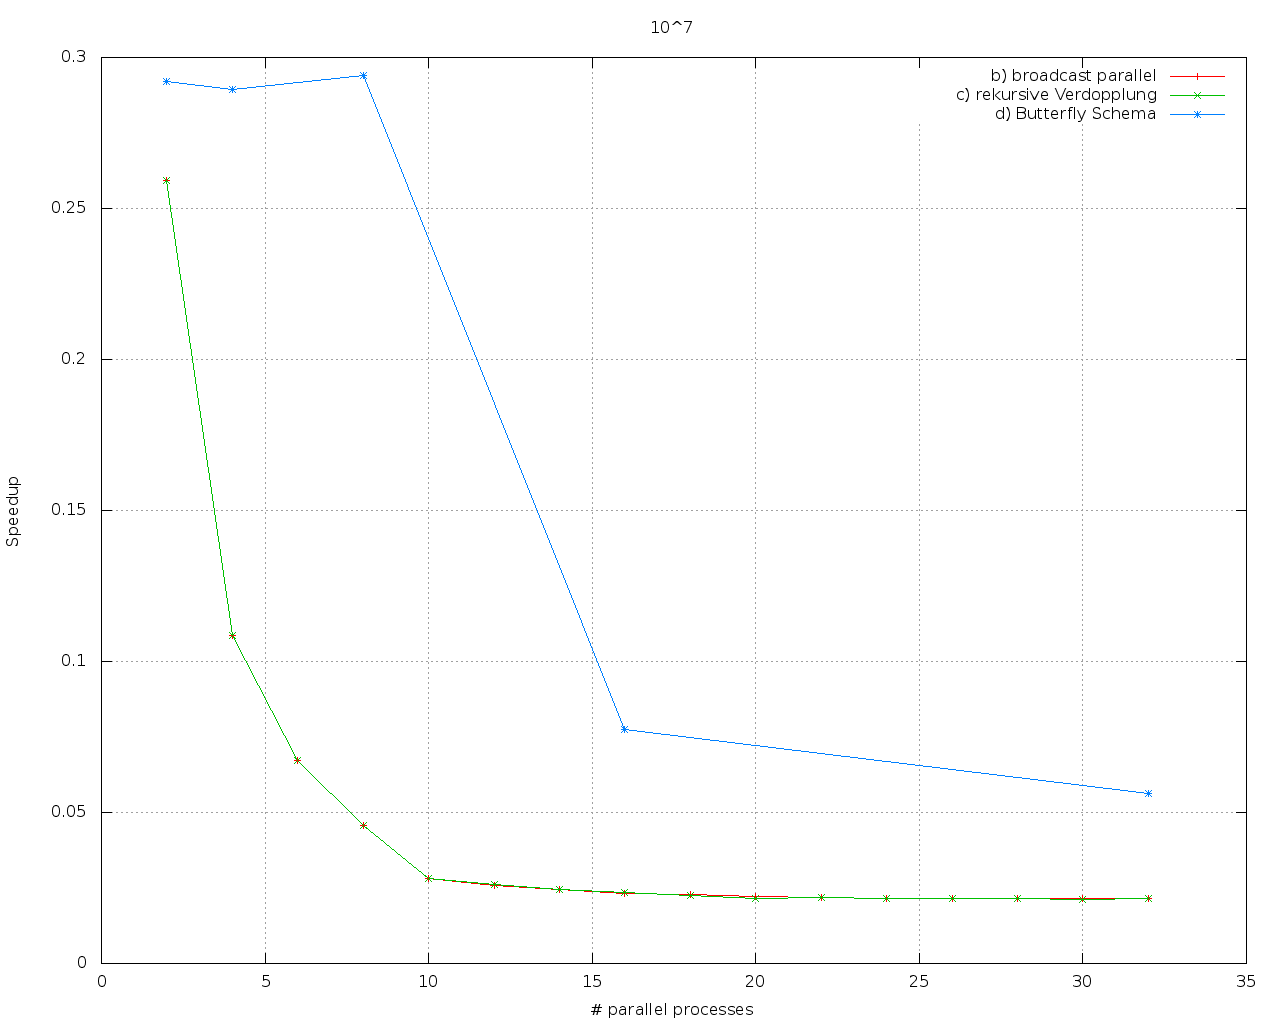 10^7
b) broadcast parallel
c) rekursive Verdopplung
d) Butterfly Schema
0.3
0.25
0.2
0.15
0.1
0.05
0
Speedup
0 5 10 15 20 25 30 35
# parallel processes